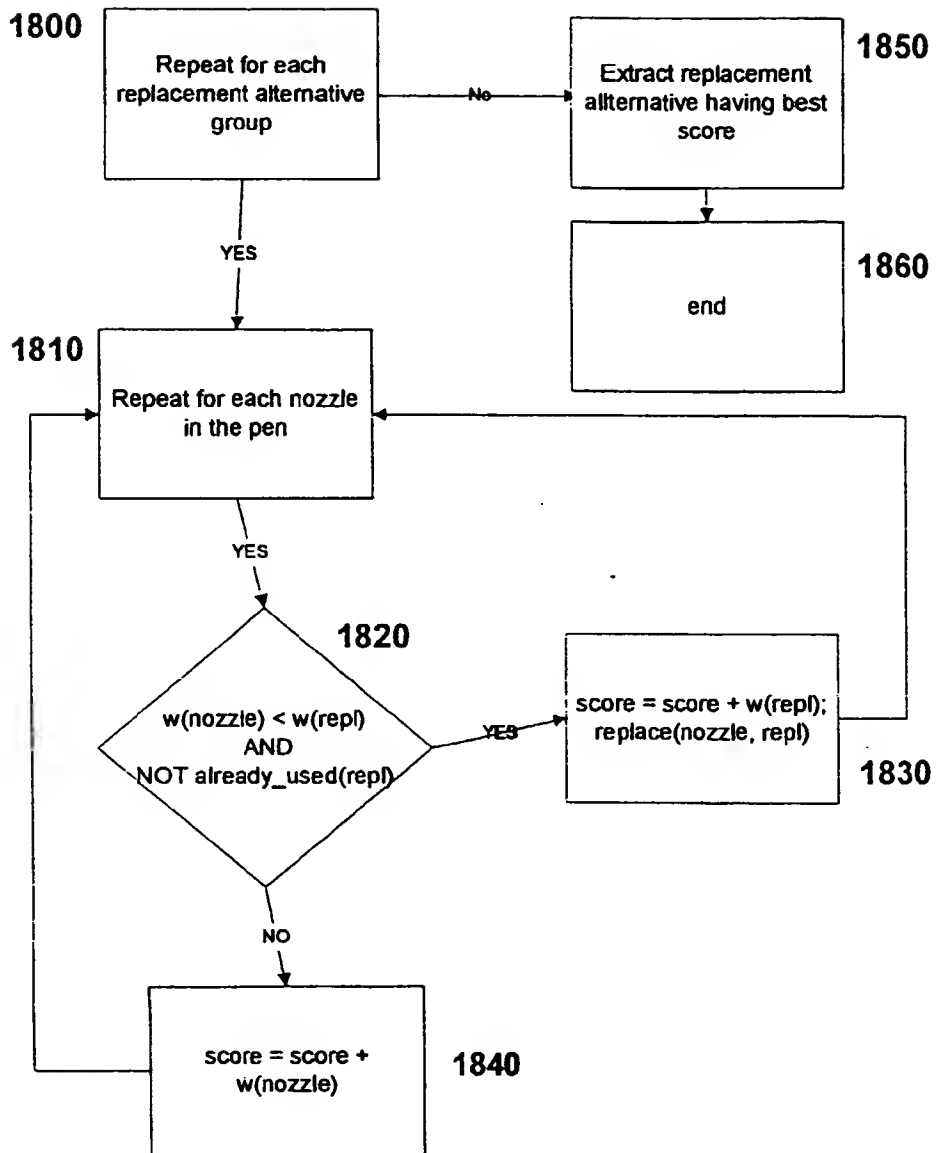 1800
Repeat for each
replacement alternative
group
No
Extract replacement
allternative having best
score
1850
YES
end
1860
1810
Repeat for each nozzle
in the pen
YES
1820
w(nozzle) < w(repl)
AND
NOT already_used(repl)
YES
score = score + w(repl);
replace(nozzle, repl)
1830
NO
score = score +
w(nozzle)
1840